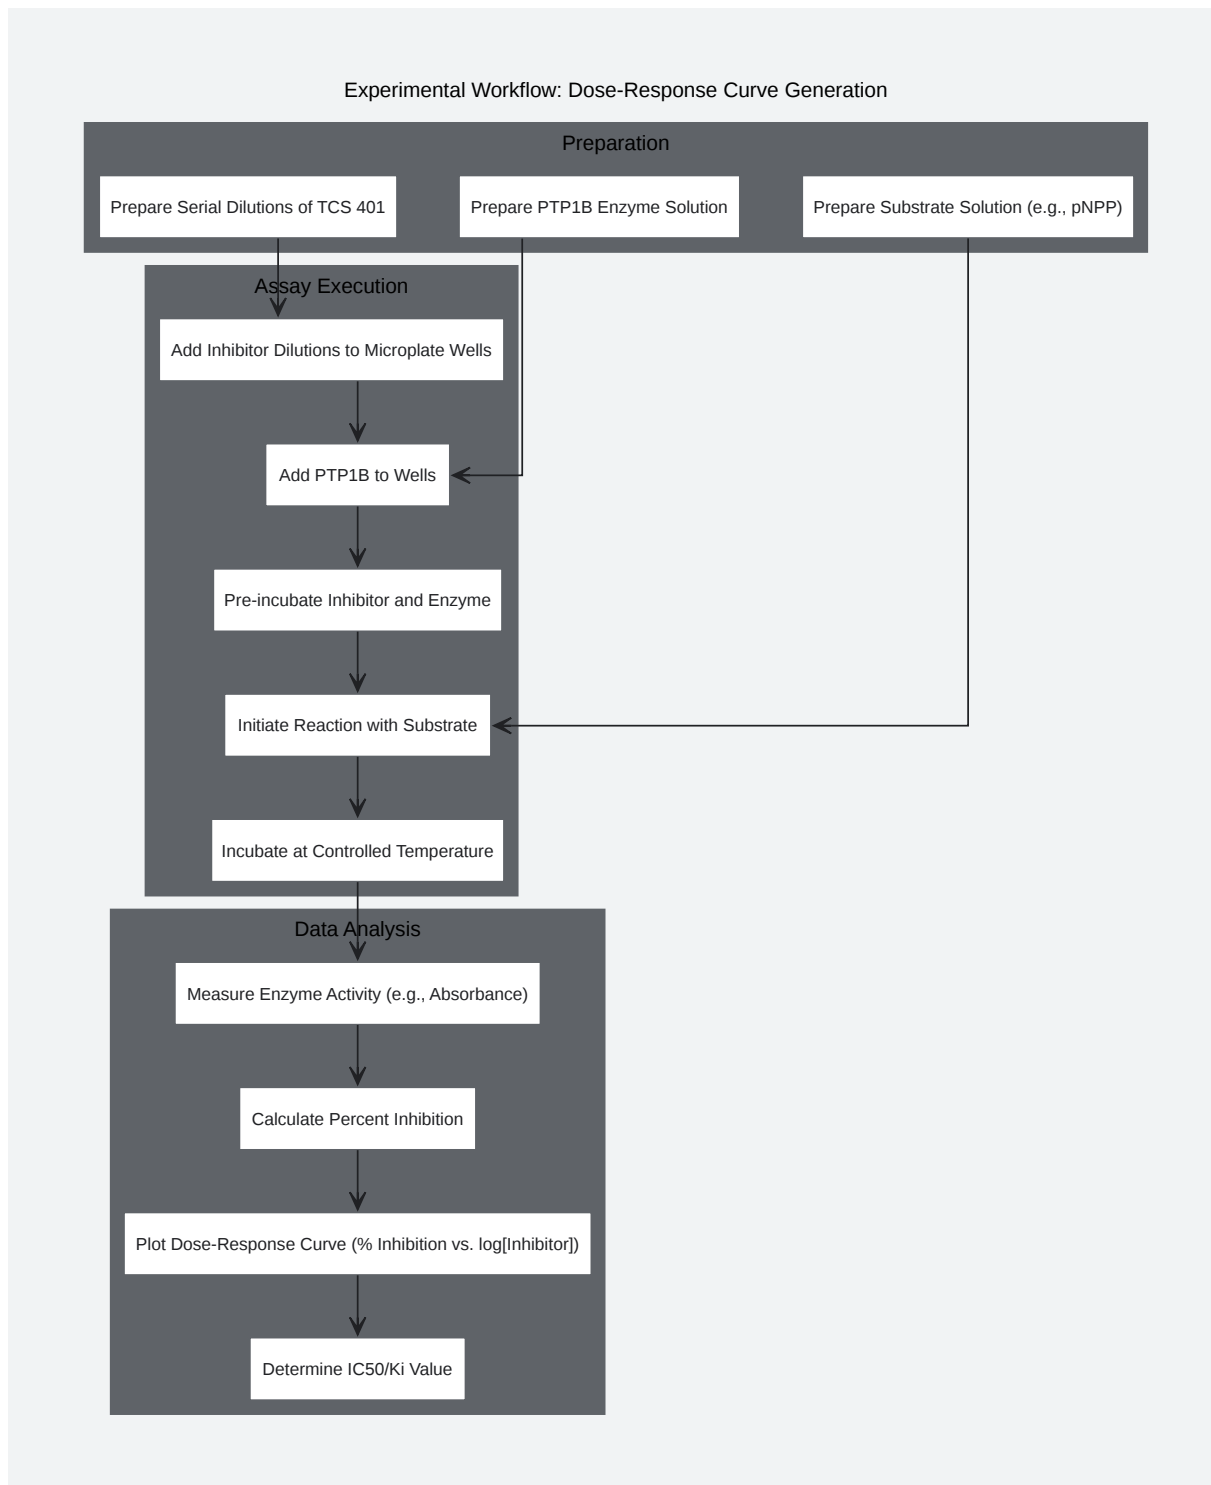 Experimental Workflow: Dose-Response Curve Generation
Preparation
Prepare Serial Dilutions of TCS 401
Prepare PTP1B Enzyme Solution
Prepare Substrate Solution (e.g., pNPP)
Assay Execution
Add Inhibitor Dilutions to Microplate Wells
Add PTP1B to Wells
Pre-incubate Inhibitor and Enzyme
Initiate Reaction with Substrate
Incubate at Controlled Temperature
Data Analysis
Measure Enzyme Activity (e.g., Absorbance)
Calculate Percent Inhibition
Plot Dose-Response Curve (% Inhibition vs. log[Inhibitor])
Determine IC50/Ki Value